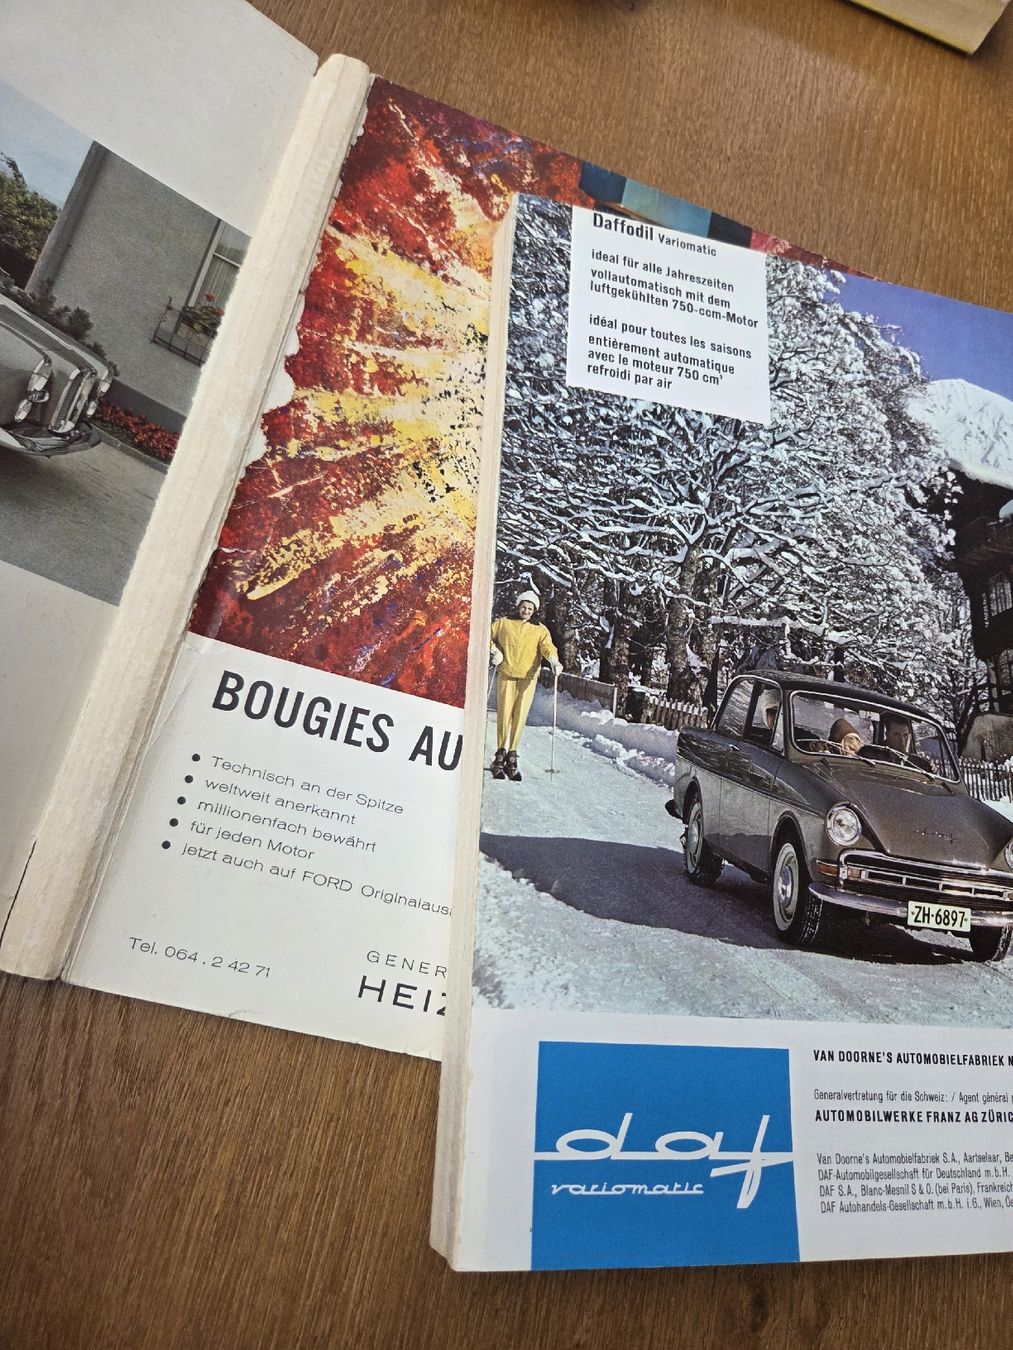 Daffodil Variomatic
ideal für alle Jahreszeiten
vollautomatisch mit dem
luftgekühlten 750-ccm-Motor
idéal pour toutes les saisons
entièrement automatique
avec le moteur 750 cm³
refroidi par air
BOUGIES AU
• Technisch an der Spitze
• weltweit anerkannt
• millionenfach bewährt
• für jeden Motor
• jetzt auch auf FORD Originalaus
Tel. 064 . 2 42 71
GENER
HEIZ
daf
ZH·6897
daf
variomatic
VAN DOORNE'S AUTOMOBIELFABRIEK N
Generalvertretung für die Schweiz: / Agent général
AUTOMOBILWERKE FRANZ AG ZÜRIC
Van Doorne's Automobielfabriek S.A., Aartselaar, Be
DAF-Automobilgesellschaft für Deutschland m.b.H.
DAF S.A., Blanc-Mesnil S & O. (bei Paris), Frankreich
DAF Autohandels-Gesellschaft m.b.H. i.G., Wien, Ös